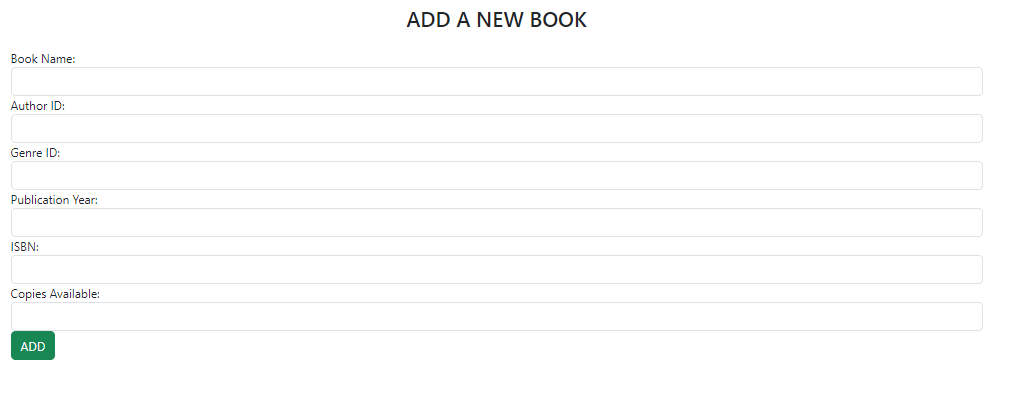 ADD A NEW BOOK
Book Name:
Author ID:
Genre ID:
Publication Year:
ISBN:
Copies Available:
ADD